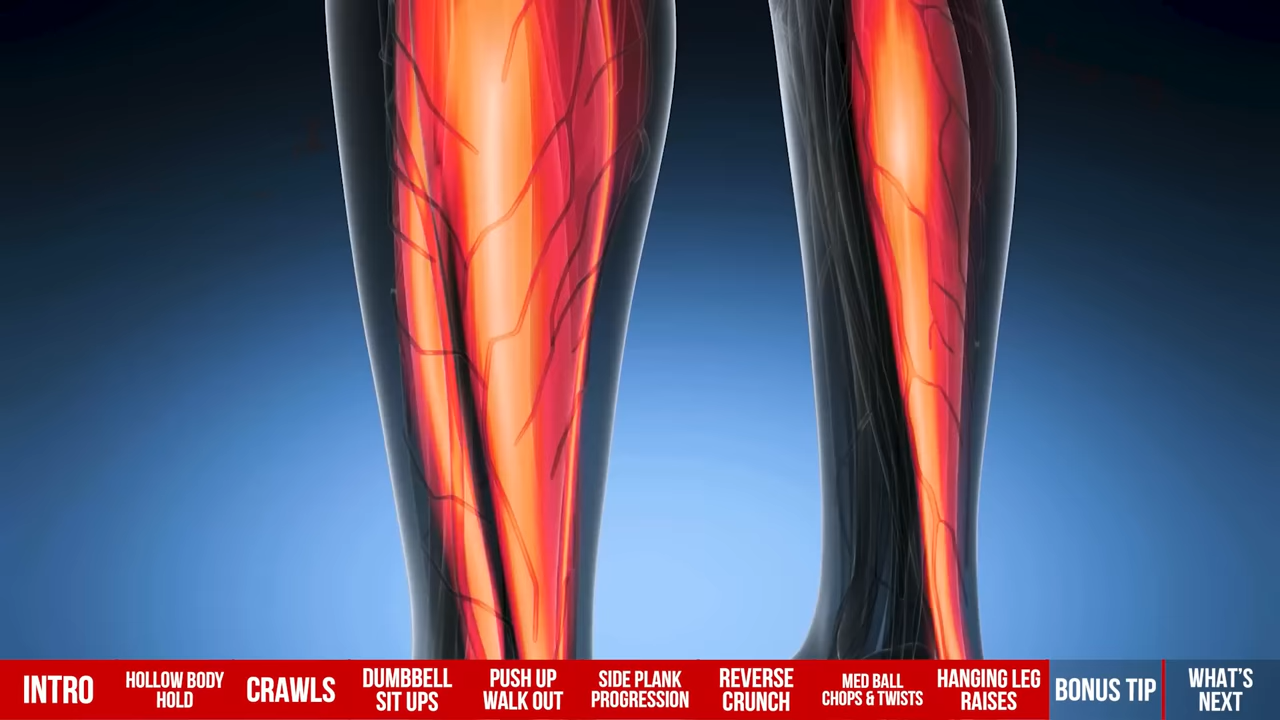 INTRO
HOLLOW BODY
HOLD
CRAWLS
DUMBBELL
SIT UPS
PUSH UP
WALK OUT
SIDE PLANK
PROGRESSION
REVERSE
CRUNCH
MED BALL
CHOPS & TWISTS
HANGING LEG
RAISES
BONUS TIP
WHAT'S
NEXT